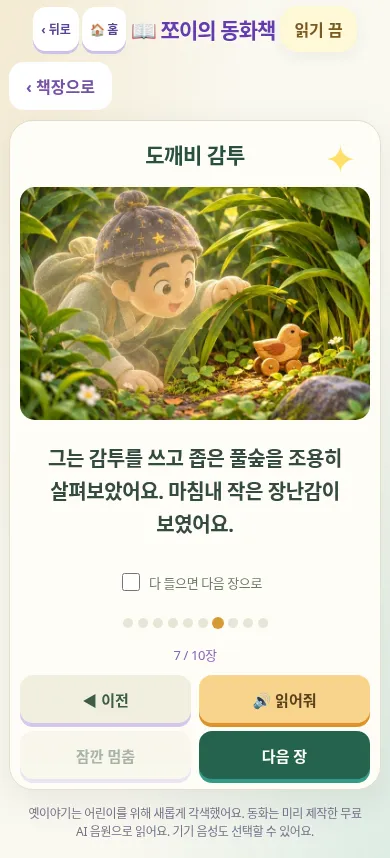 ‹ 뒤로
🏠 홈
📖 쪼이의 동화책
읽기 끔
‹ 책장으로
도깨비 감투
그는 감투를 쓰고 좁은 풀숲을 조용히
살펴보았어요. 마침내 작은 장난감이
보였어요.
다 들으면 다음 장으로
7 / 10장
◀ 이전
🔊 읽어줘
잠깐 멈춤
다음 장
옛이야기는 어린이를 위해 새롭게 각색했어요. 동화는 미리 제작한 무료
AI 음원으로 읽어요. 기기 음성도 선택할 수 있어요.